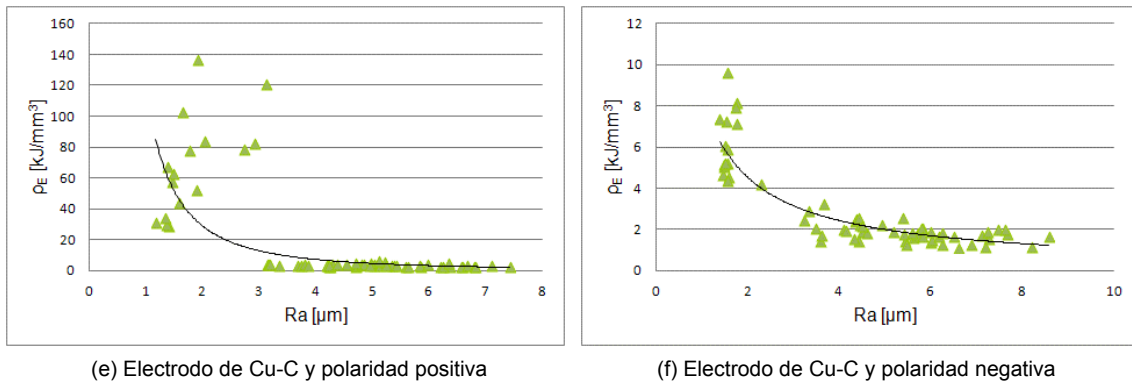 160
140
120
100
80
60
40
20
0
ρE [kJ/mm³]
0 1 2 3 4 5 6 7 8
Ra [µm]
(e) Electrodo de Cu-C y polaridad positiva
12
10
8
6
4
2
0
ρE [kJ/mm³]
0 2 4 6 8 10
Ra [µm]
(f) Electrodo de Cu-C y polaridad negativa